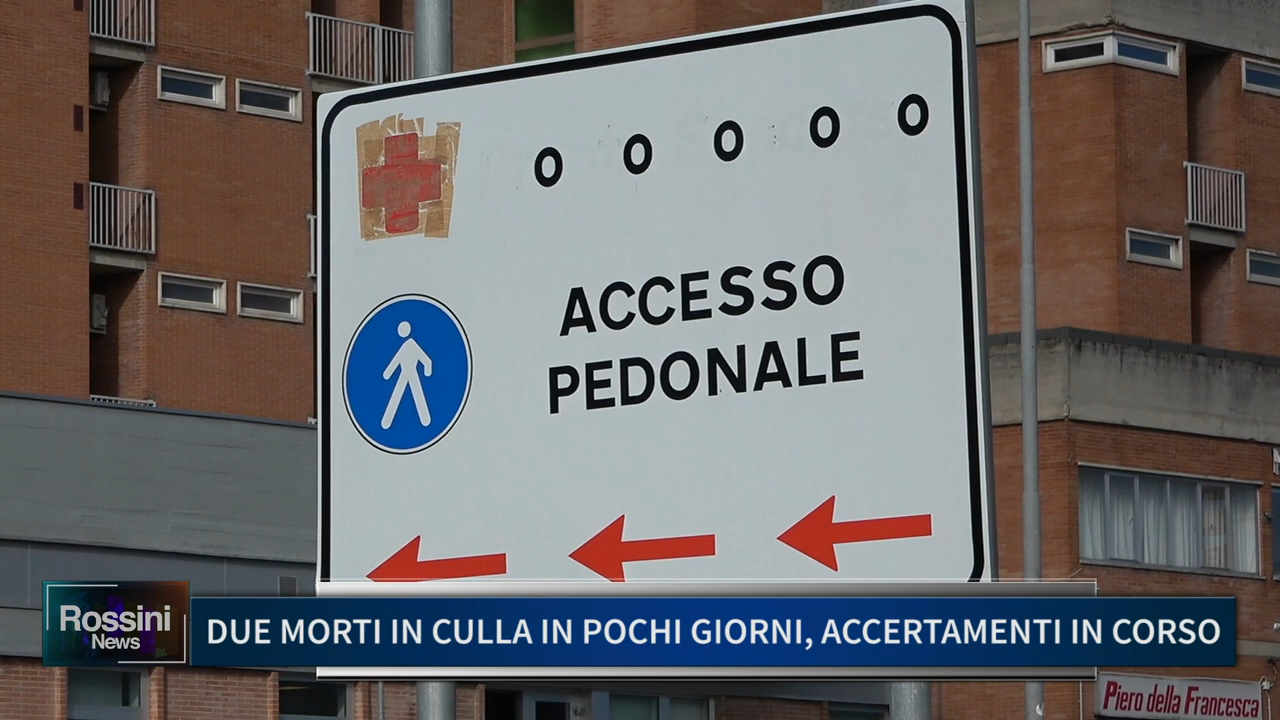 O O O O O
ACCESSO
PEDONALE
Rossini
News
DUE MORTI IN CULLA IN POCHI GIORNI, ACCERTAMENTI IN CORSO
Piero della Francesca